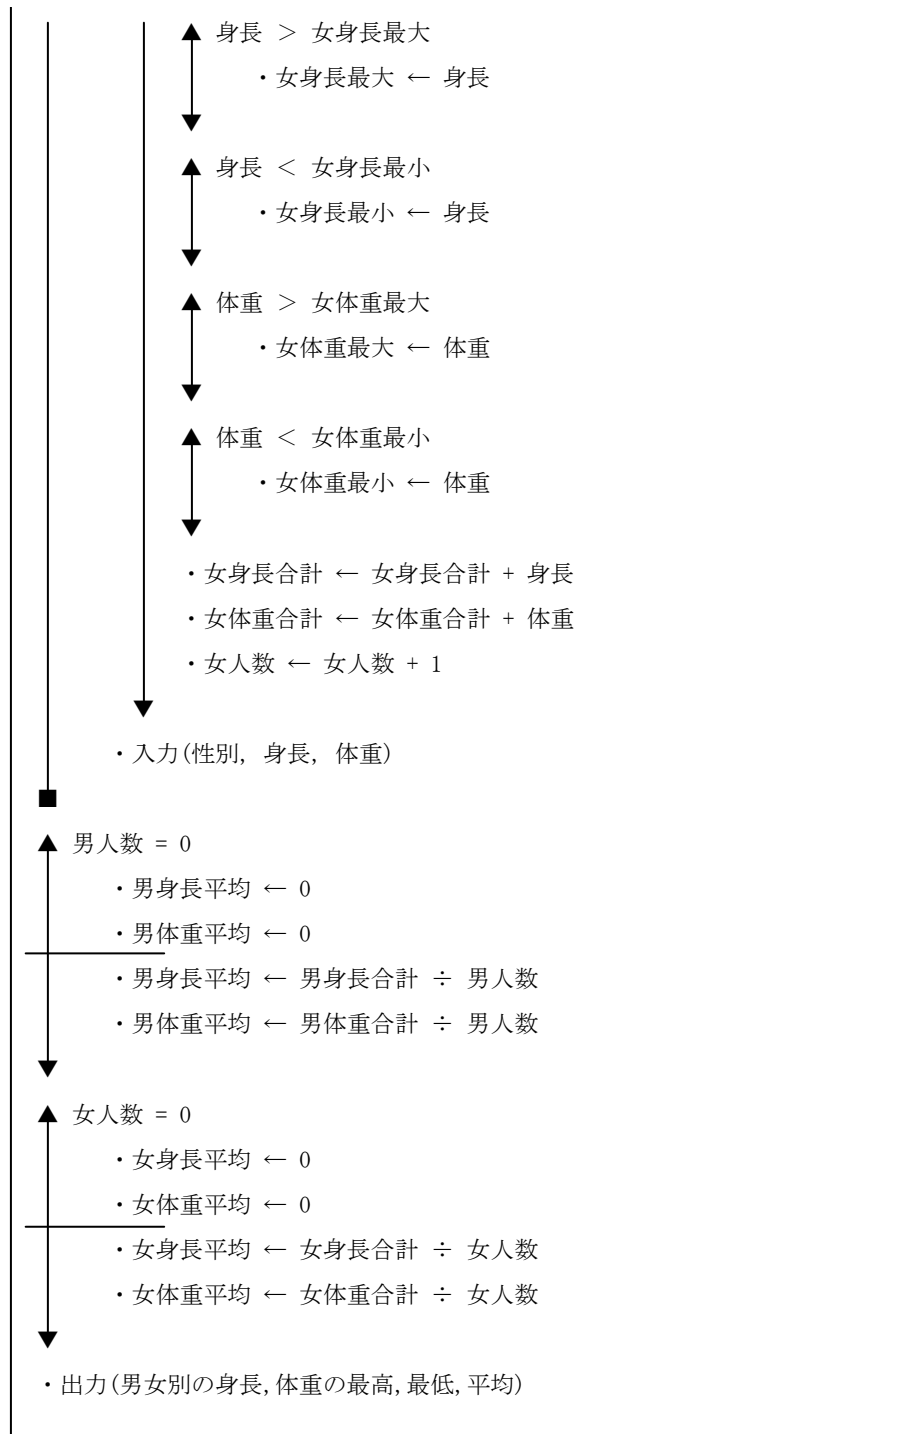 身長 ＞ 女身長最大
・女身長最大 ← 身長
身長 ＜ 女身長最小
・女身長最小 ← 身長
体重 ＞ 女体重最大
・女体重最大 ← 体重
体重 ＜ 女体重最小
・女体重最小 ← 体重
・女身長合計 ← 女身長合計 + 身長
・女体重合計 ← 女体重合計 + 体重
・女人数 ← 女人数 + 1
・入力(性別, 身長, 体重)
男人数 = 0
・男身長平均 ← 0
・男体重平均 ← 0
・男身長平均 ← 男身長合計 ÷ 男人数
・男体重平均 ← 男体重合計 ÷ 男人数
女人数 = 0
・女身長平均 ← 0
・女体重平均 ← 0
・女身長平均 ← 女身長合計 ÷ 女人数
・女体重平均 ← 女体重合計 ÷ 女人数
・出力(男女別の身長,体重の最高,最低,平均)